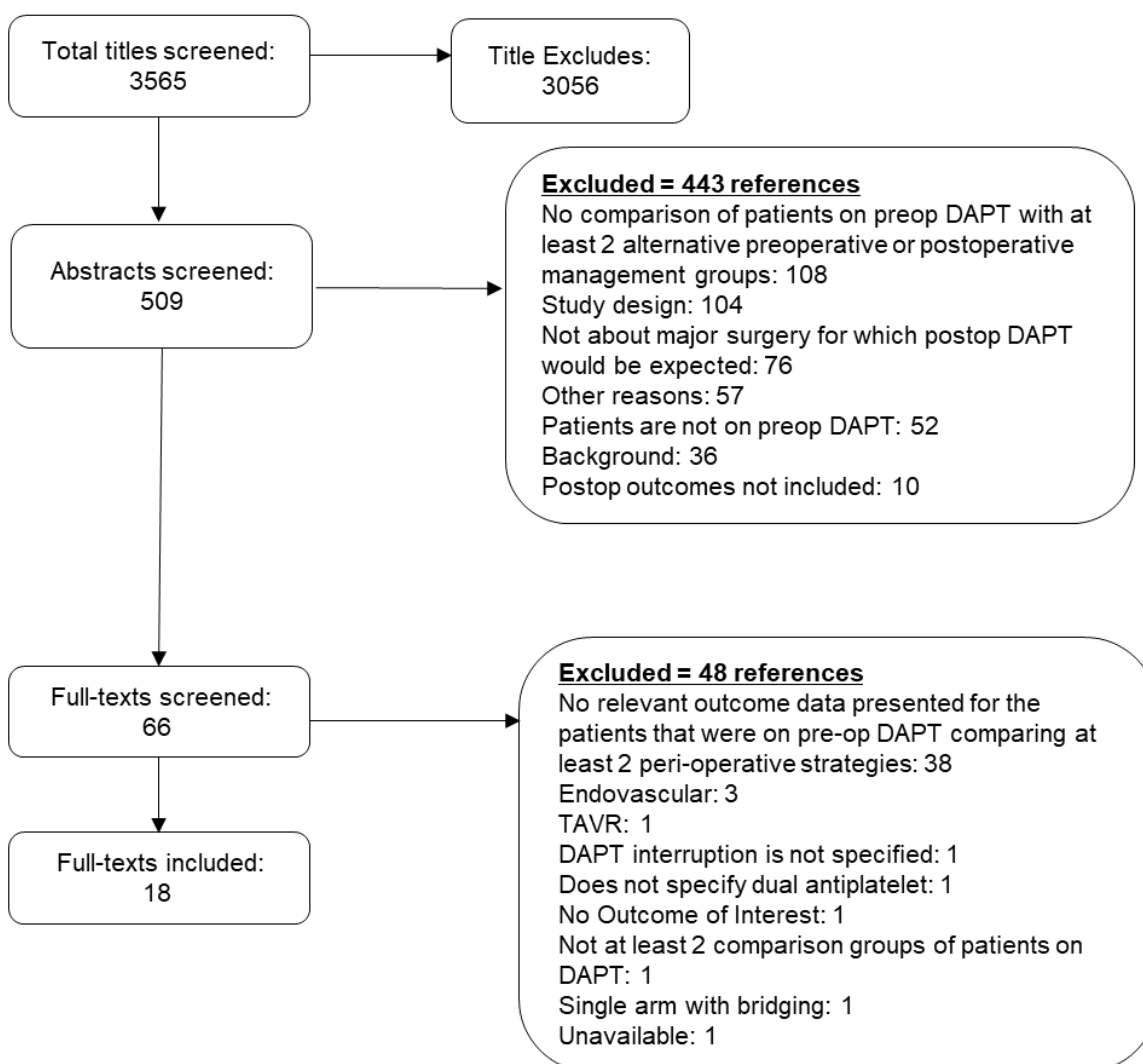 Total titles screened:
3565
Title Excludes:
3056
Abstracts screened:
509
Excluded = 443 references
No comparison of patients on preop DAPT with at
least 2 alternative preoperative or postoperative
management groups: 108
Study design: 104
Not about major surgery for which postop DAPT
would be expected: 76
Other reasons: 57
Patients are not on preop DAPT: 52
Background: 36
Postop outcomes not included: 10
Full-texts screened:
66
Excluded = 48 references
No relevant outcome data presented for the
patients that were on pre-op DAPT comparing at
least 2 peri-operative strategies: 38
Endovascular: 3
TAVR: 1
DAPT interruption is not specified: 1
Does not specify dual antiplatelet: 1
No Outcome of Interest: 1
Not at least 2 comparison groups of patients on
DAPT: 1
Single arm with bridging: 1
Unavailable: 1
Full-texts included:
18